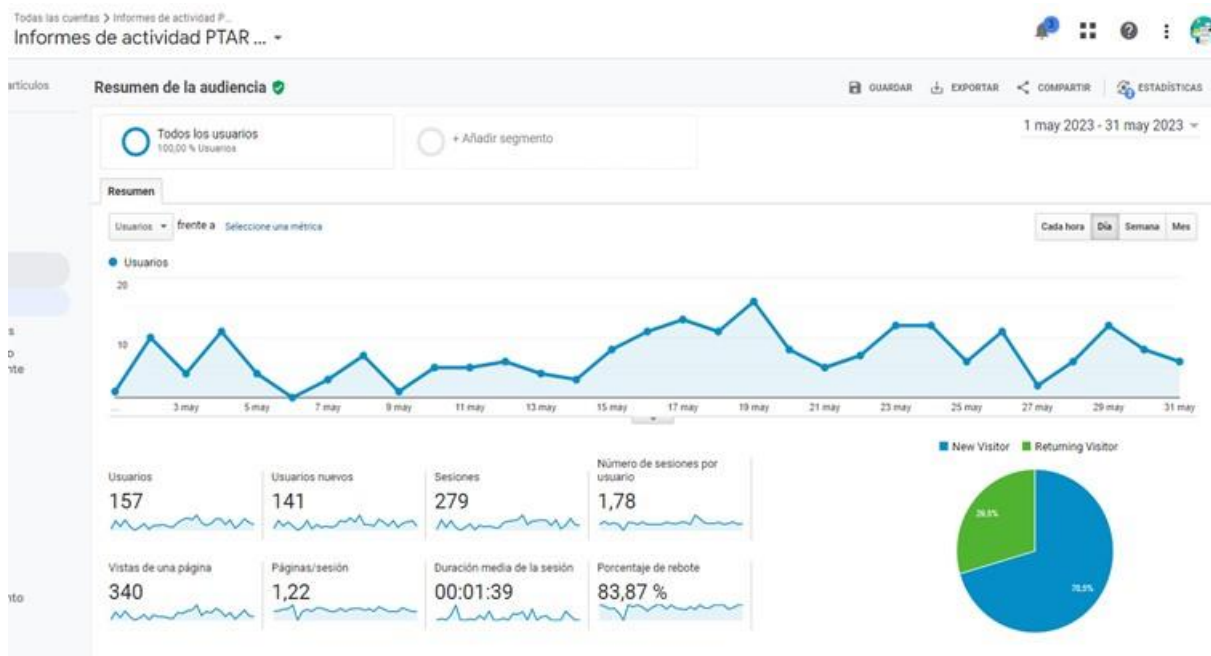 Todas las cuentas > Informes de actividad P...
Informes de actividad PTAR ...
3
artículos
Resumen de la audiencia
GUARDAR
EXPORTAR
COMPARTIR
ESTADÍSTICAS
1 may 2023 - 31 may 2023
Todos los usuarios
100,00 % Usuarios
+ Añadir segmento
Resumen
Usuarios
frente a
Seleccione una métrica
Cada hora
Día
Semana
Mes
Usuarios
20
10
s
o
nte
...
3 may
5 may
7 may
9 may
11 may
13 may
15 may
17 may
19 may
21 may
23 may
25 may
27 may
29 may
31 may
New Visitor
Returning Visitor
Usuarios
157
Usuarios nuevos
141
Sesiones
279
Número de sesiones por
usuario
1,78
Vistas de una página
340
Páginas/sesión
1,22
Duración media de la sesión
00:01:39
Porcentaje de rebote
83,87 %
nto
70,5%